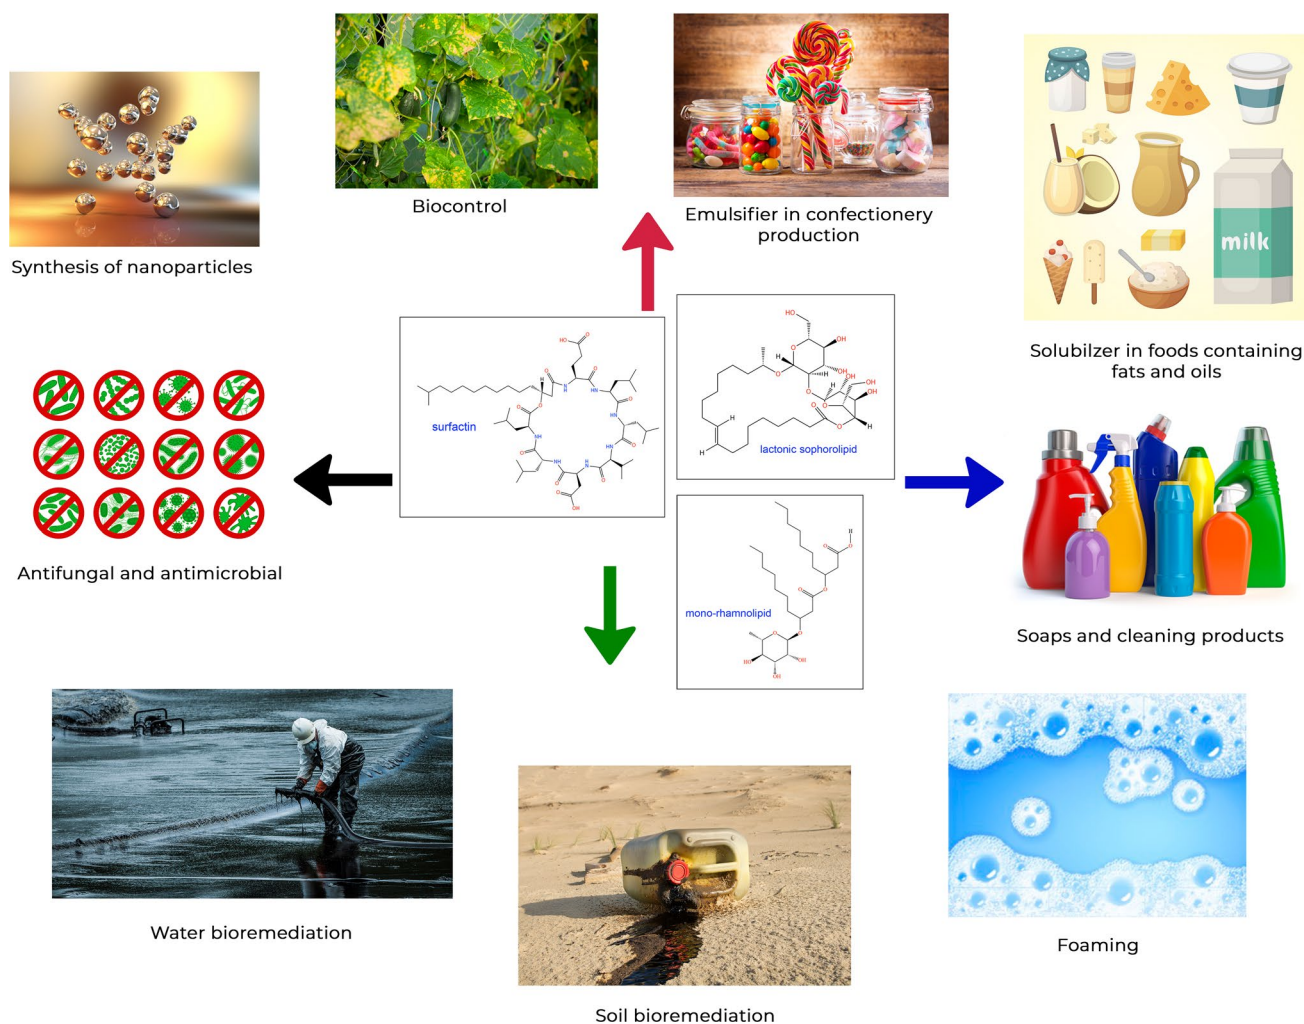 Biocontrol
Emulsifier in confectionery
production
milk
Synthesis of nanoparticles
Solubilzer in foods containing
fats and oils
surfactin
lactonic sophorolipid
mono-rhamnolipid
Antifungal and antimicrobial
Soaps and cleaning products
Water bioremediation
Foaming
Soil bioremediation